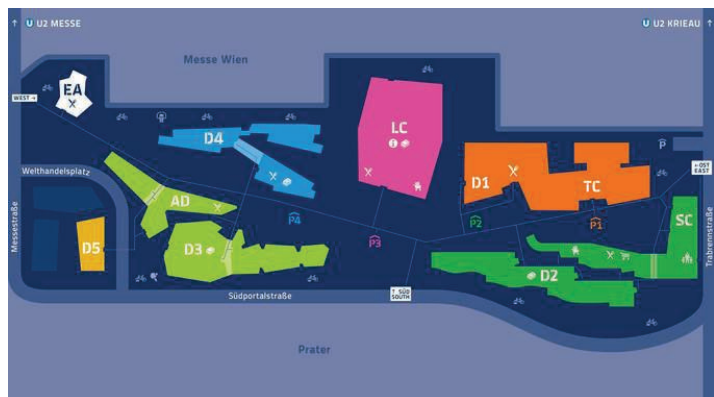 ↑ U U2 MESSE
U U2 KRIEAU ↑
Messe Wien
EA
WEST →
LC
D4
P
← OST
EAST
Welthandelsplatz
D1
TC
AD
SC
P4
P2
P1
P3
Messestraße
D5
D3
D2
Trabrennstraße
Südportalstraße
↑ SÜD
SOUTH
Prater